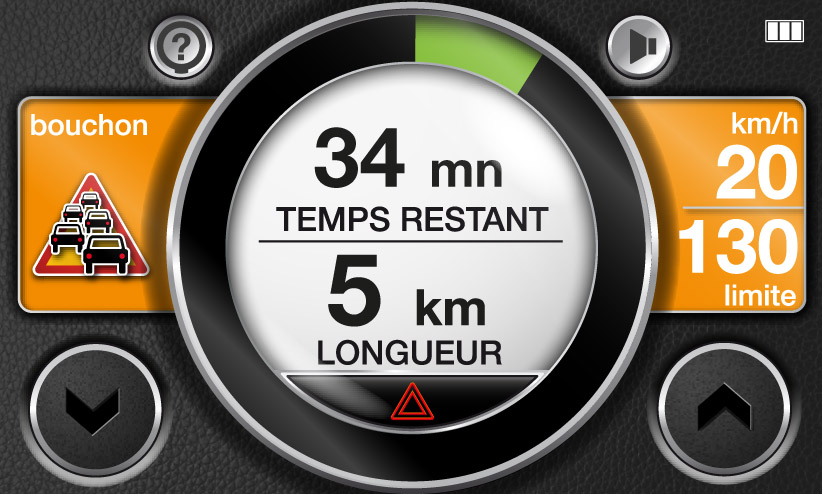 ?
bouchon
34 mn
TEMPS RESTANT
5 km
LONGUEUR
km/h
20
130
limite